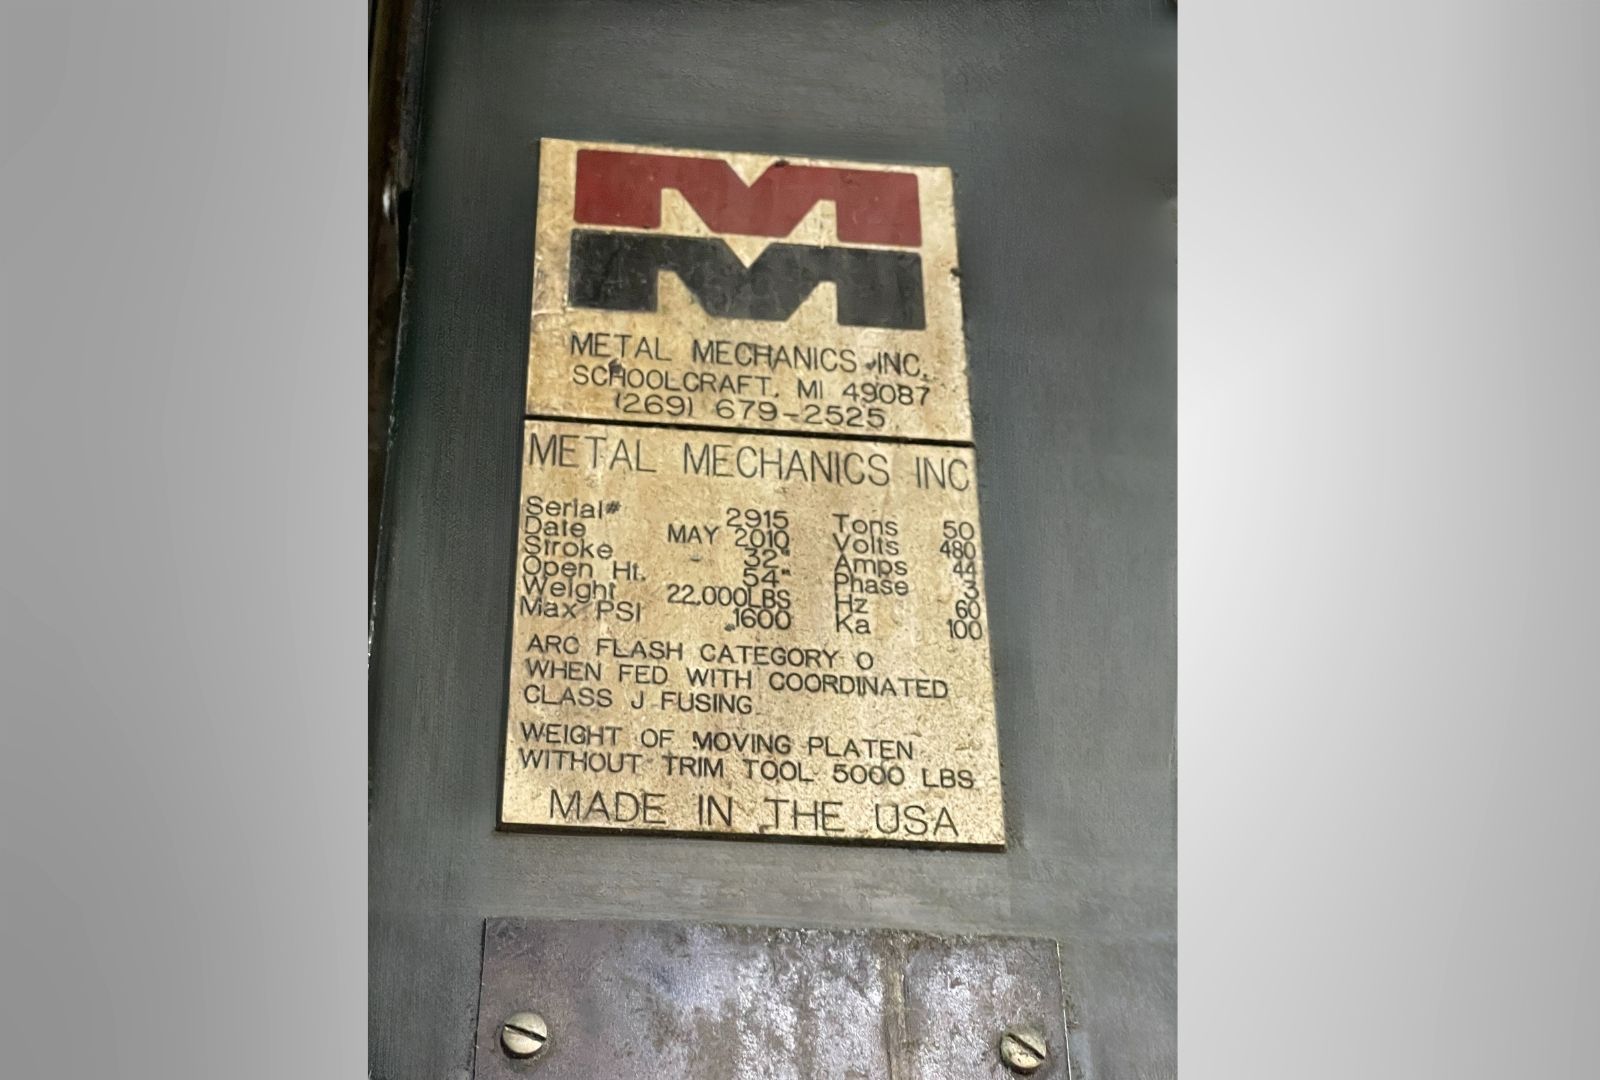 METAL MECHANICS INC.
SCHOOLCRAFT, MI 49087
(269) 679-2525
METAL MECHANICS INC
Serial# 2915 Tons 50
Date MAY 2010 Volts 480
Stroke 32" Amps 44
Open Ht. 54" Phase 3
Weight 22.000LBS Hz 60
Max PSI 1600 Ka 100
ARC FLASH CATEGORY 0
WHEN FED WITH COORDINATED
CLASS J FUSING
WEIGHT OF MOVING PLATEN
WITHOUT TRIM TOOL 5000 LBS
MADE IN THE USA